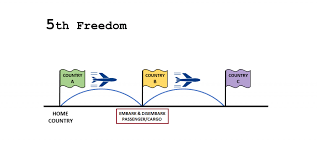 5th Freedom
COUNTRY
A
COUNTRY
B
COUNTRY
C
HOME
COUNTRY
EMBARK & DISEMBARK
PASSENGER/CARGO